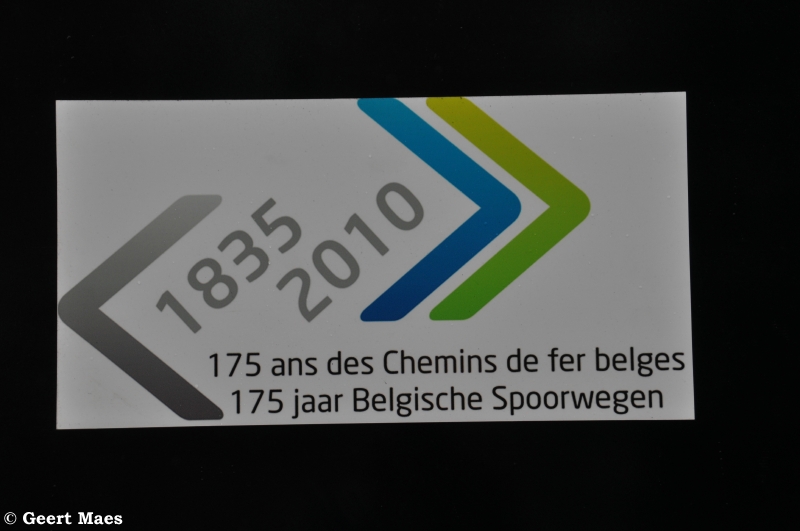 1835
2010
175 ans des Chemins de fer belges
175 jaar Belgische Spoorwegen
© Geert Maes